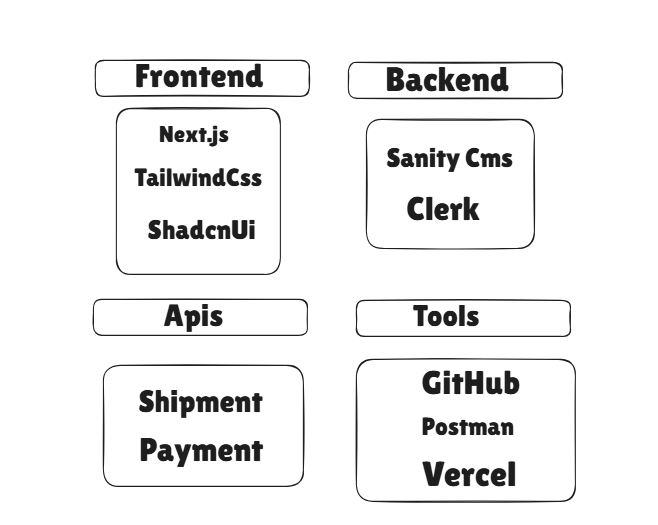 Frontend
Next.js
TailwindCss
ShadcnUi
Backend
Sanity Cms
Clerk
Apis
Shipment
Payment
Tools
GitHub
Postman
Vercel